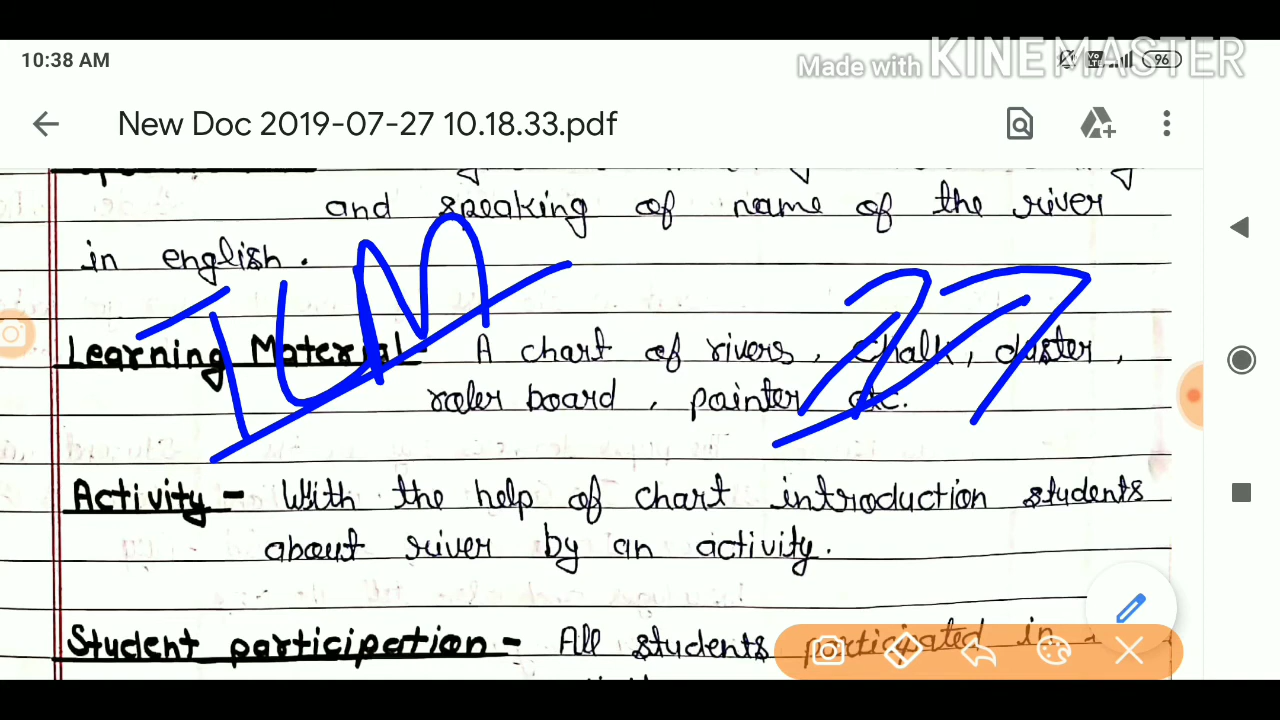 10:38 AM
Made with KINEMASTER
96
New Doc 2019-07-27 10.18.33.pdf
and speaking of name of the river
in english.
Learning Material - A chart of rivers, chalk, duster,
roler board, painter etc.
Activity - With the help of chart introduction students
about river by an activity.
Student participation - All students participated in
TLM
27